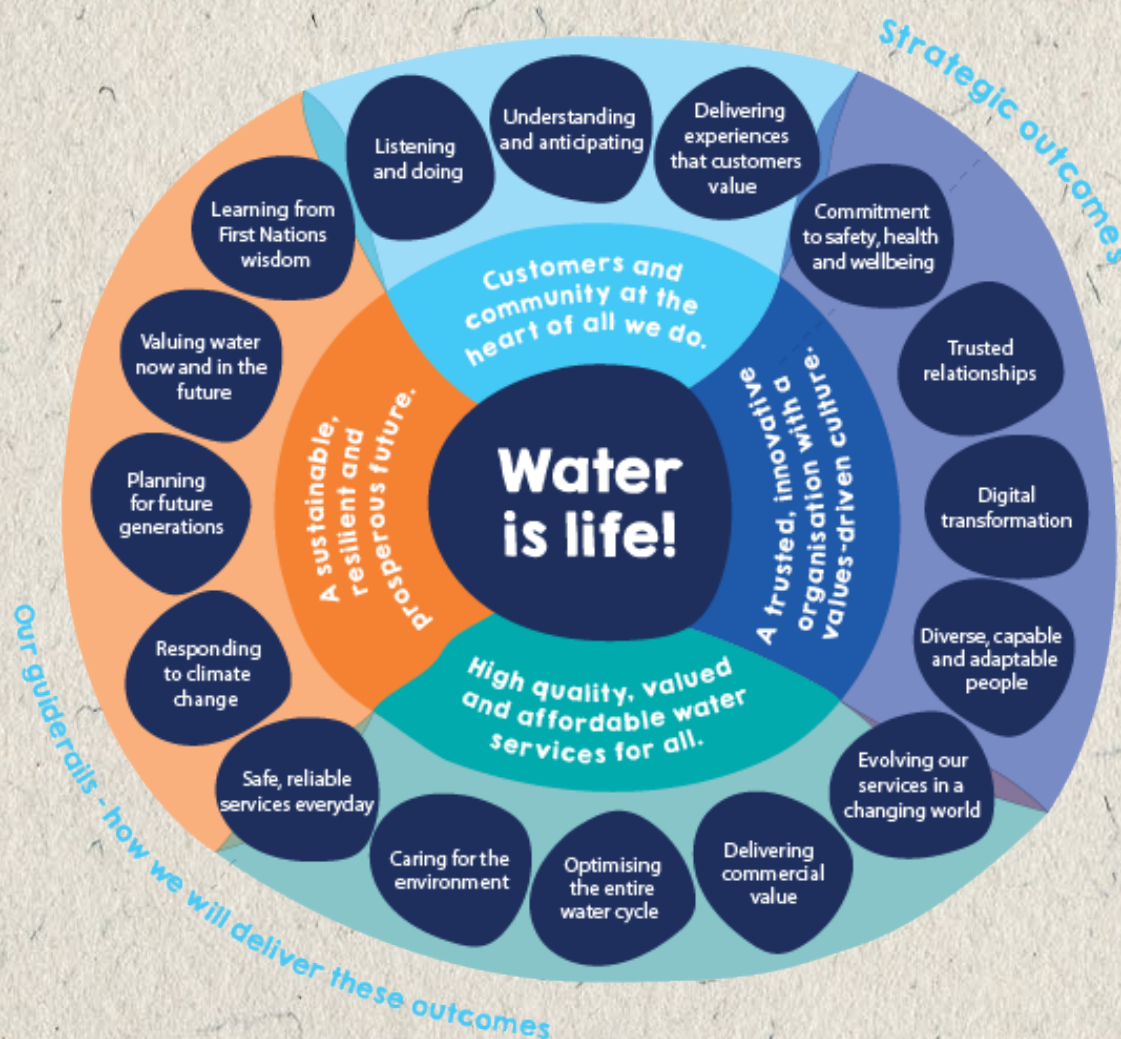 Strategic outcomes
Listening
and doing
Understanding
and anticipating
Delivering
experiences
that customers
value
Customers and
community at the
heart of all we do.
Commitment
to safety, health
and wellbeing
Trusted
relationships
Digital
transformation
Diverse, capable
and adaptable
people
A trusted, innovative
organisation with a
values-driven culture.
Evolving our
services in a
changing world
Delivering
commercial
value
Optimising
the entire
water cycle
Caring for the
environment
Safe, reliable
services everyday
High quality, valued
and affordable water
services for all.
Responding
to climate
change
Planning
for future
generations
Valuing water
now and in the
future
Learning from
First Nations
wisdom
A sustainable,
resilient and
prosperous future.
Water
is life!
Our guiderails - how we will deliver these outcomes